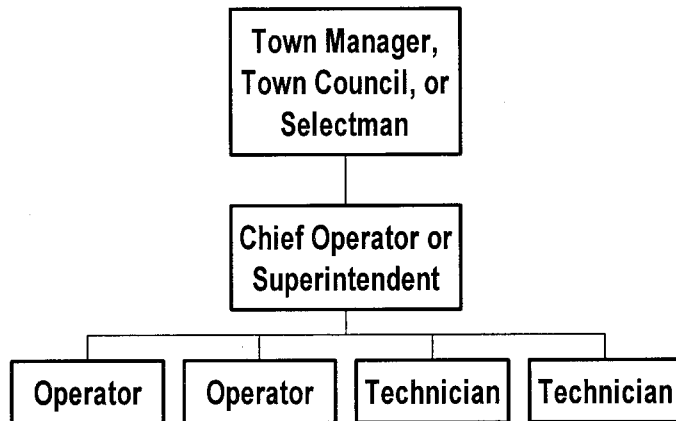 Town Manager,
Town Council, or
Selectman
Chief Operator or
Superintendent
Operator
Operator
Technician
Technician